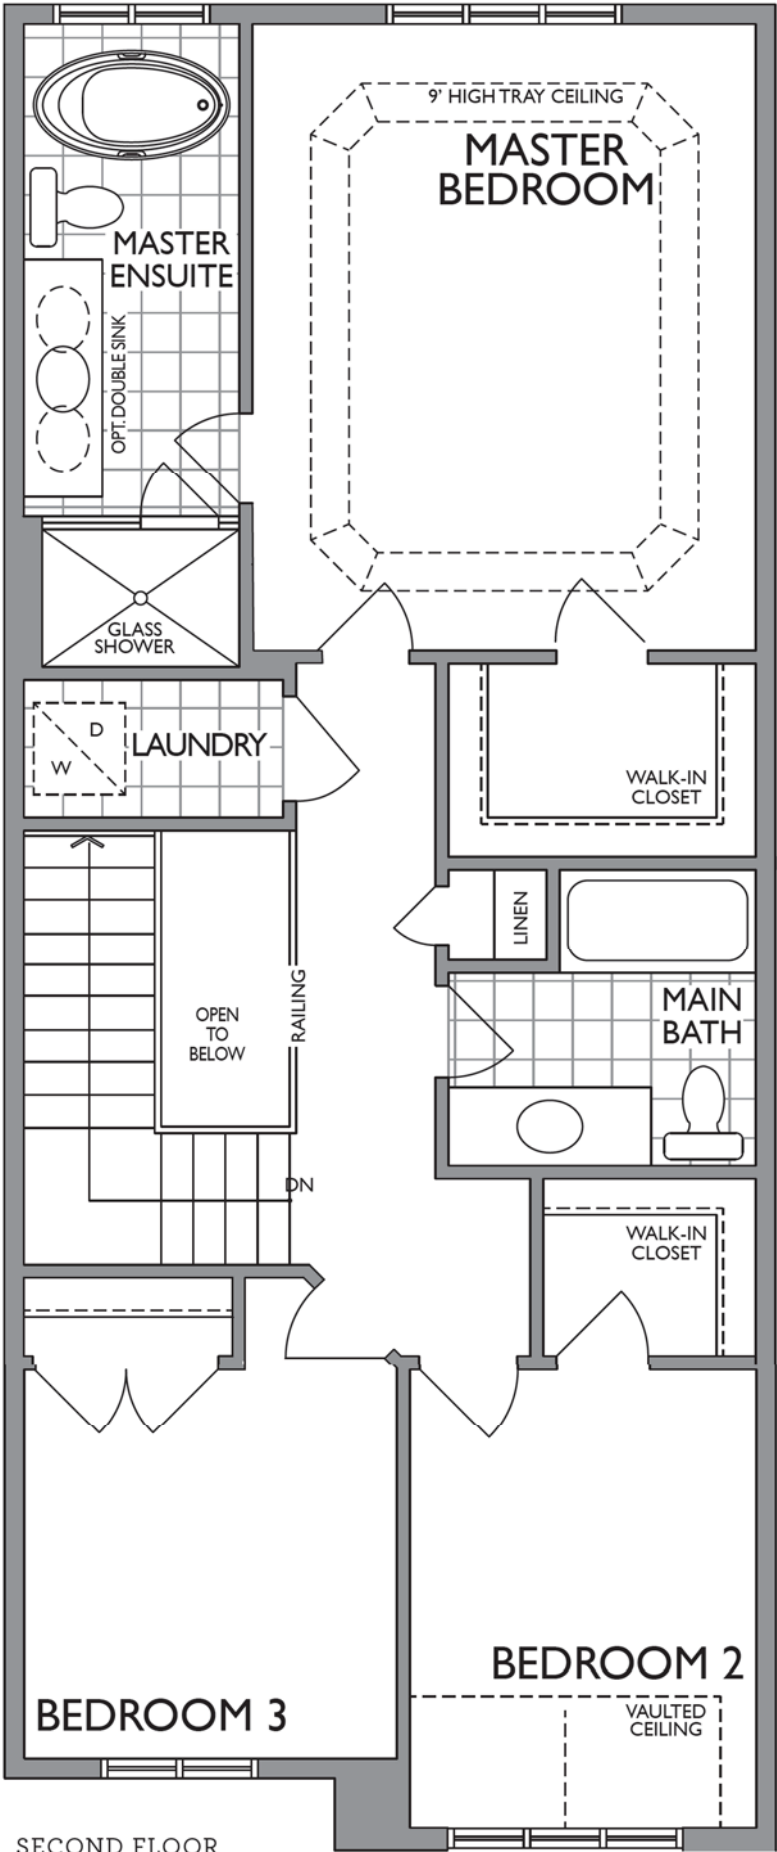 9' HIGH TRAY CEILING
MASTER
BEDROOM
MASTER
ENSUITE
OPT. DOUBLE SINK
GLASS
SHOWER
D
W
LAUNDRY
WALK-IN
CLOSET
LINEN
RAILING
OPEN
TO
BELOW
MAIN
BATH
DN
WALK-IN
CLOSET
BEDROOM 2
VAULTED
CEILING
BEDROOM 3
SECOND FLOOR